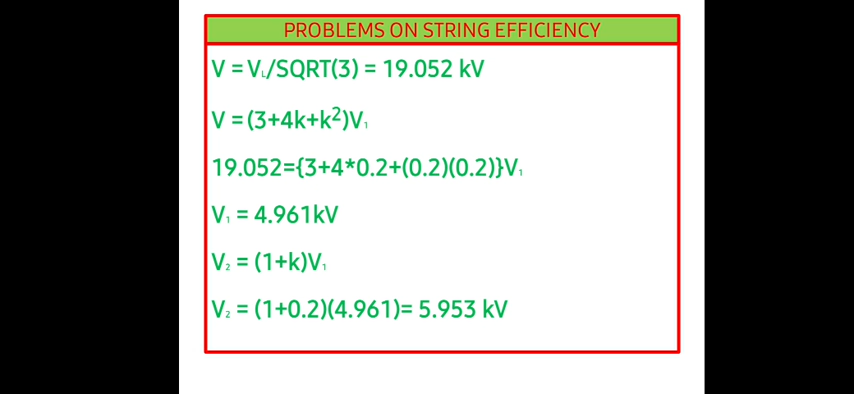 PROBLEMS ON STRING EFFICIENCY
V = V_L/SQRT(3) = 19.052 kV
V = (3+4k+k²)V₁
19.052={3+4*0.2+(0.2)(0.2)}V₁
V₁ = 4.961kV
V₂ = (1+k)V₁
V₂ = (1+0.2)(4.961)= 5.953 kV